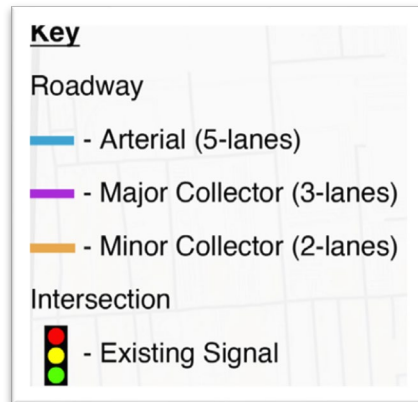 Key
Roadway
- Arterial (5-lanes)
- Major Collector (3-lanes)
- Minor Collector (2-lanes)
Intersection
- Existing Signal